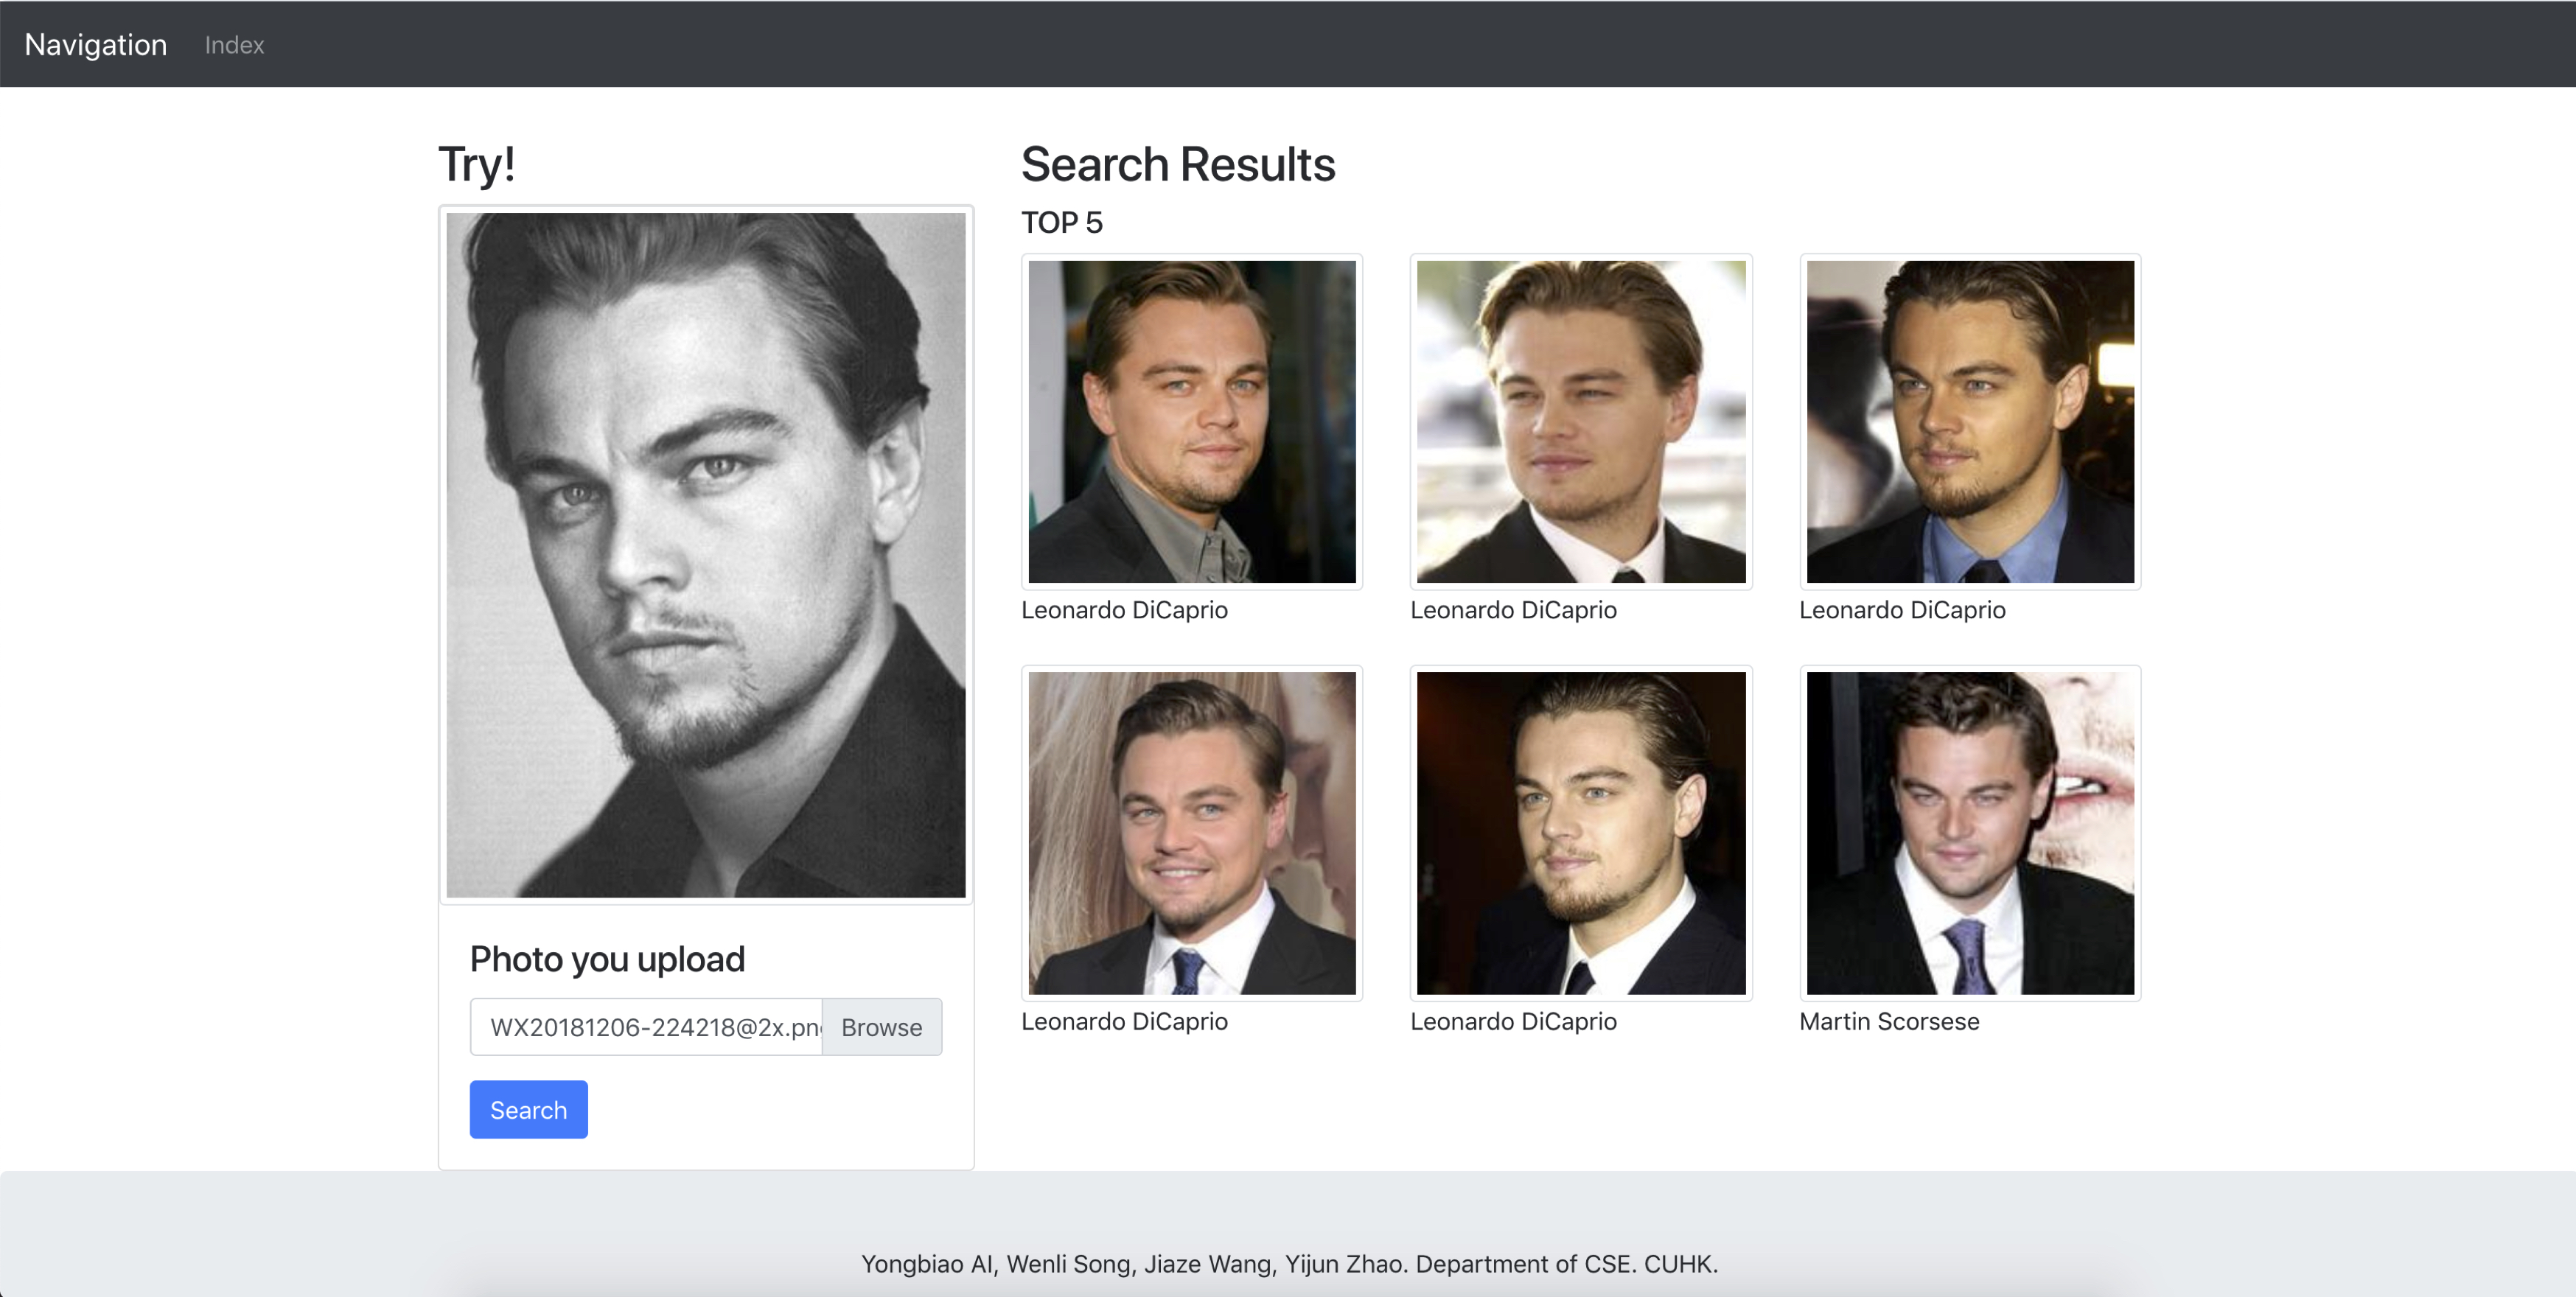 Navigation Index
Try!
Photo you upload
WX20181206-224218@2x.pn Browse
Search
Search Results
TOP 5
Leonardo DiCaprio
Leonardo DiCaprio
Leonardo DiCaprio
Leonardo DiCaprio
Leonardo DiCaprio
Martin Scorsese
Yongbiao AI, Wenli Song, Jiaze Wang, Yijun Zhao. Department of CSE. CUHK.